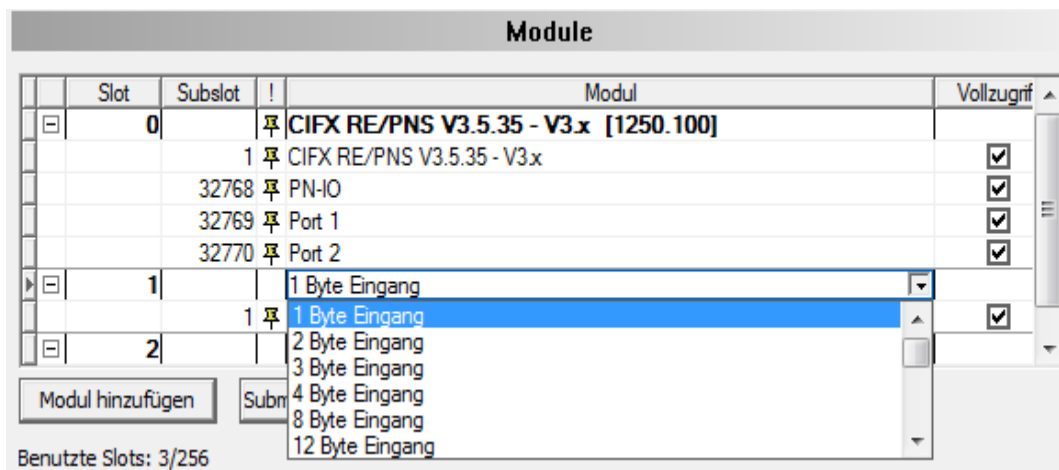 Module
Slot Subslot ! Modul Vollzugrif
0 CIFX RE/PNS V3.5.35 - V3.x [1250.100]
1 CIFX RE/PNS V3.5.35 - V3.x
32768 PN-IO
32769 Port 1
32770 Port 2
1 1 Byte Eingang
1 1 Byte Eingang
2 Byte Eingang
2
3 Byte Eingang
4 Byte Eingang
8 Byte Eingang
12 Byte Eingang
Modul hinzufügen Subm
Benutzte Slots: 3/256